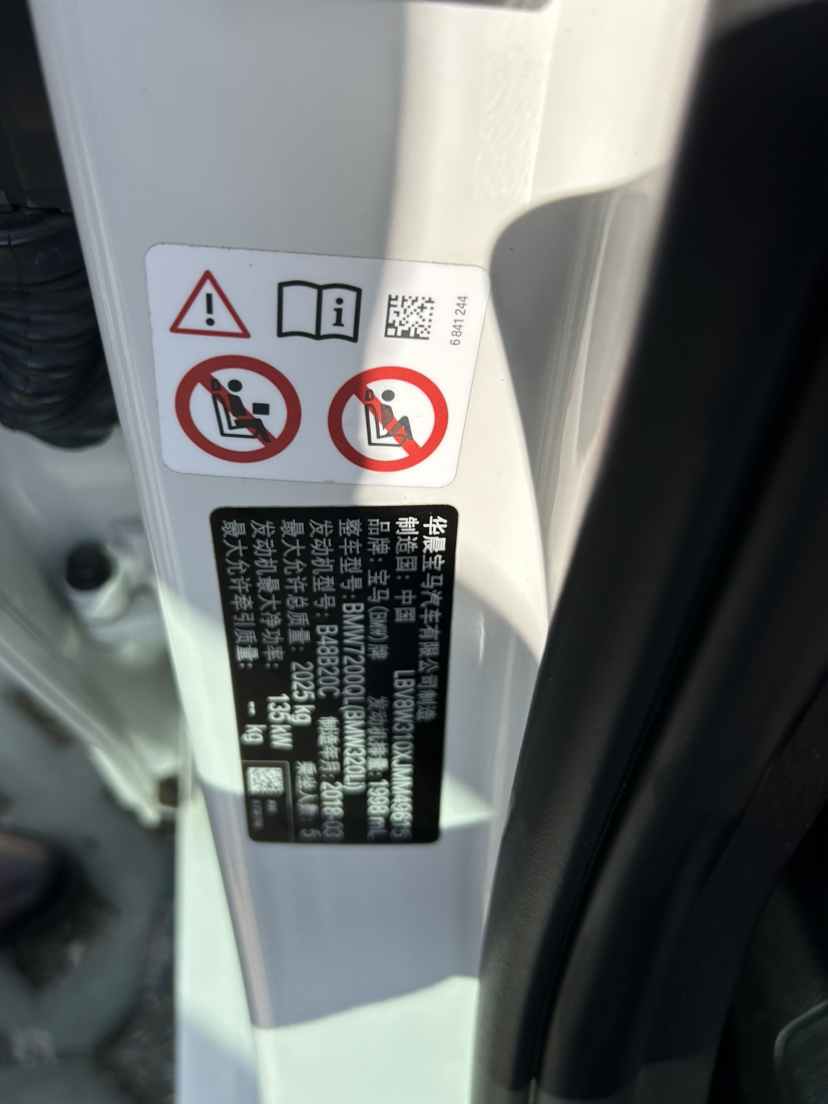 6 841 244
华晨宝马汽车有限公司制造
制造国: 中国
品牌: 宝马(BMW)牌 发动机排量: 1998mL
整车型号: BMW7200QL(BMW320Li)
发动机型号: B48B20C 制造年月: 2018-03
最大允许总质量: 2025 kg 乘坐人数: 5
发动机最大净功率: 135 kW
最大允许牵引质量: -- kg